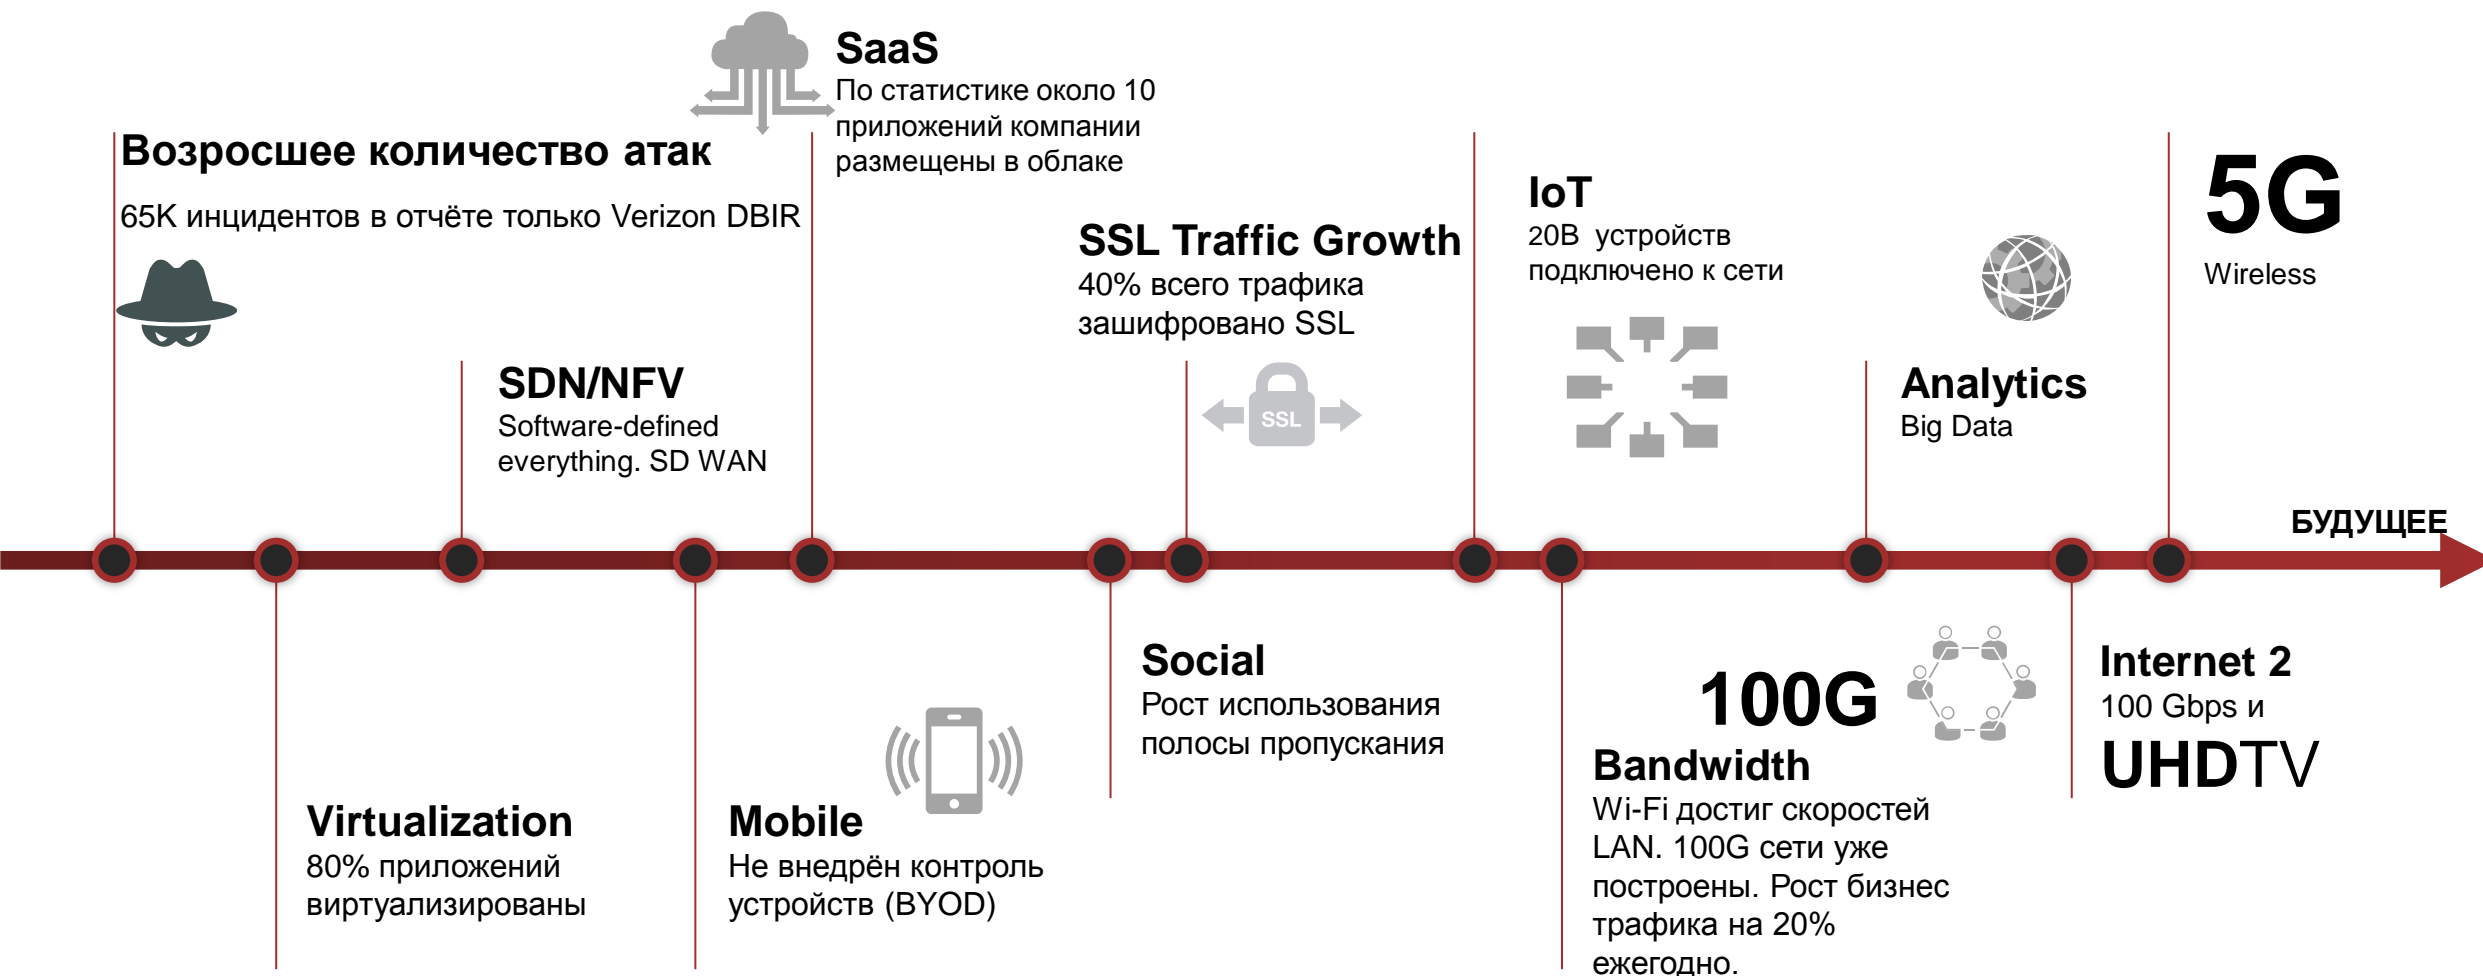 SaaS
По статистике около 10
приложений компании
размещены в облаке
Возросшее количество атак
65K инцидентов в отчёте только Verizon DBIR
SSL Traffic Growth
40% всего трафика
зашифровано SSL
SSL
IoT
20B устройств
подключено к сети
5G
Wireless
SDN/NFV
Software-defined
everything. SD WAN
Analytics
Big Data
БУДУЩЕЕ
Virtualization
80% приложений
виртуализированы
Mobile
Не внедрён контроль
устройств (BYOD)
Social
Рост использования
полосы пропускания
100G
Bandwidth
Wi-Fi достиг скоростей
LAN. 100G сети уже
построены. Рост бизнес
трафика на 20%
ежегодно.
Internet 2
100 Gbps и
UHDTV